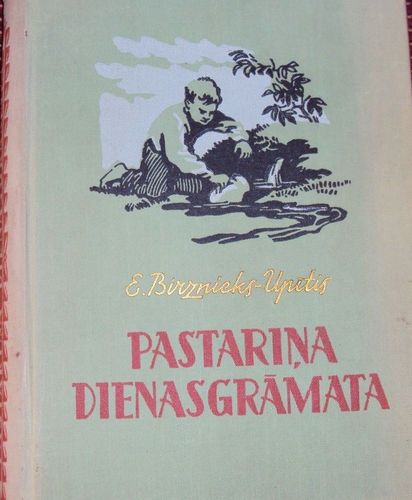 E. Birznieks-Upītis
PASTARIŅA
DIENASGRĀMATA